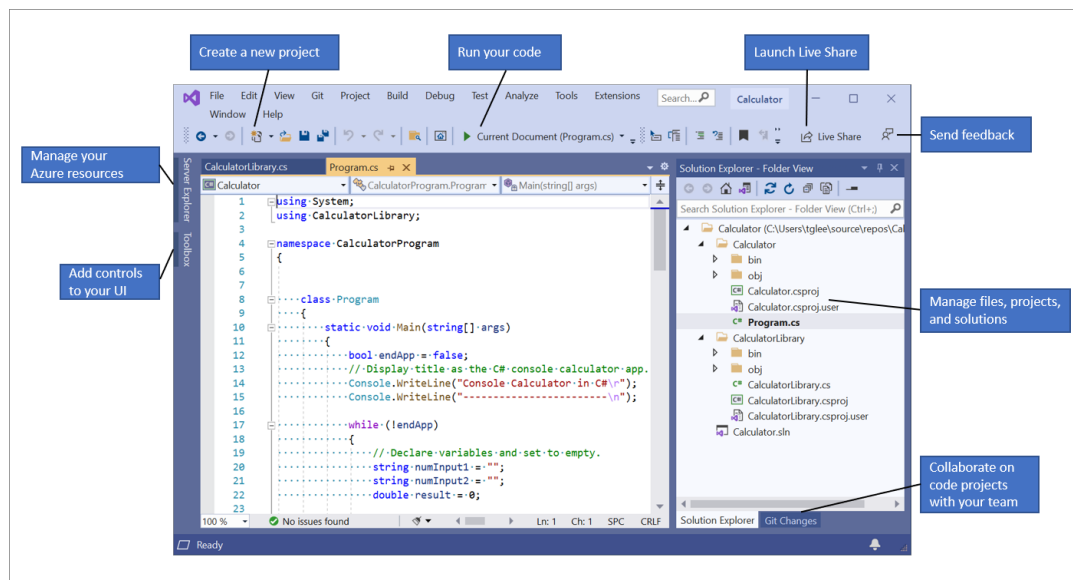 Create a new project
Run your code
Launch Live Share
File Edit View Git Project Build Debug Test Analyze Tools Extensions Search... Calculator
Window Help
Current Document (Program.cs) Live Share
Send feedback
Manage your
Azure resources
Add controls
to your UI
Server Explorer
Toolbox
CalculatorLibrary.cs Program.cs
Calculator CalculatorProgram.Program Main(string[] args)
1 using·System;
2 using·CalculatorLibrary;
3
4 namespace·CalculatorProgram
5 {
6
7
8 ····class·Program
9 ····{
10 ········static·void·Main(string[]·args)
11 ········{
12 ············bool·endApp·=·false;
13 ············//·Display·title·as·the·C#·console·calculator·app.
14 ············Console.WriteLine("Console·Calculator·in·C#\r");
15 ············Console.WriteLine("------------------------\n");
16
17 ············while·(!endApp)
18 ············{
19 ················//·Declare·variables·and·set·to·empty.
20 ················string·numInput1·=·"";
21 ················string·numInput2·=·"";
22 ················double·result·=·0;
23
100 % No issues found Ln: 1 Ch: 1 SPC CRLF
Ready
Solution Explorer - Folder View
Search Solution Explorer - Folder View (Ctrl+;)
Calculator (C:\Users\tglee\source\repos\Cal
Calculator
bin
obj
C# Calculator.csproj
Calculator.csproj.user
C# Program.cs
CalculatorLibrary
bin
obj
C# CalculatorLibrary.cs
C# CalculatorLibrary.csproj
CalculatorLibrary.csproj.user
Calculator.sln
Solution Explorer Git Changes
Manage files, projects,
and solutions
Collaborate on
code projects
with your team